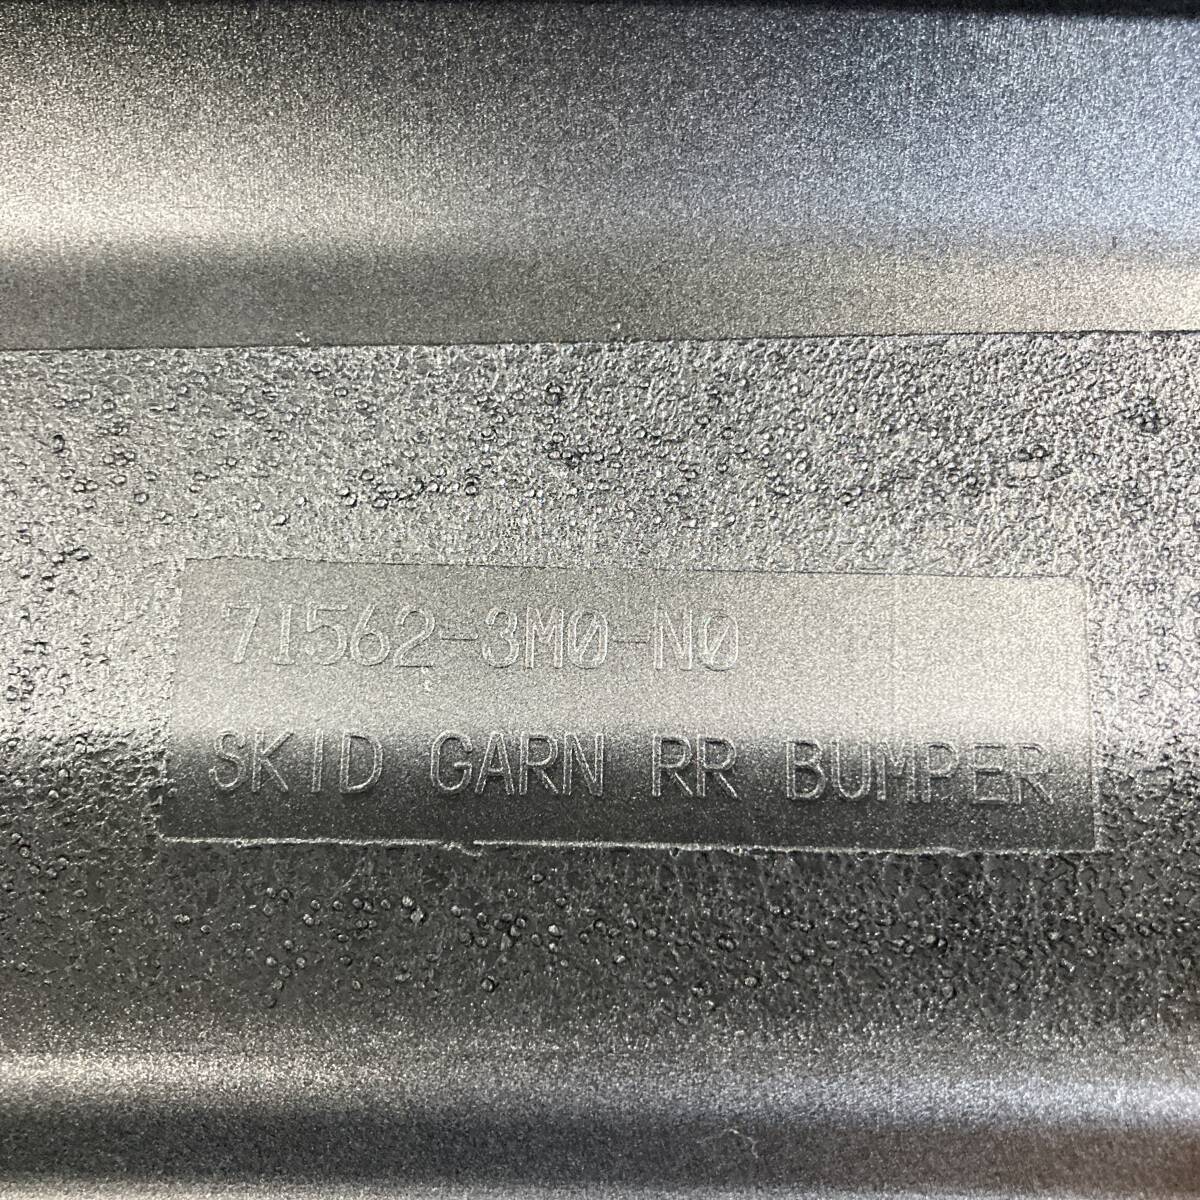 71562-3M0-N0
SKID GARN RR BUMPER